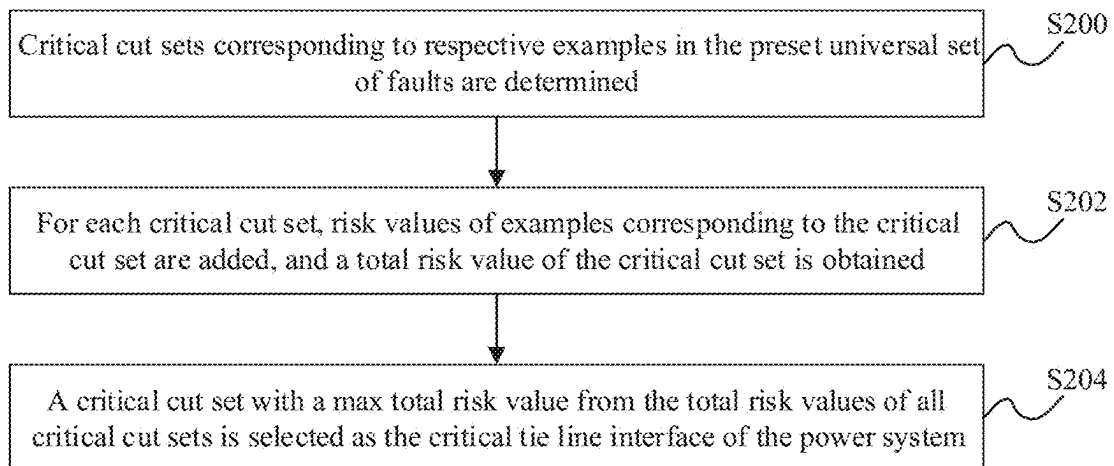 S200
Critical cut sets corresponding to respective examples in the preset universal set
of faults are determined
S202
For each critical cut set, risk values of examples corresponding to the critical
cut set are added, and a total risk value of the critical cut set is obtained
S204
A critical cut set with a max total risk value from the total risk values of all
critical cut sets is selected as the critical tie line interface of the power system